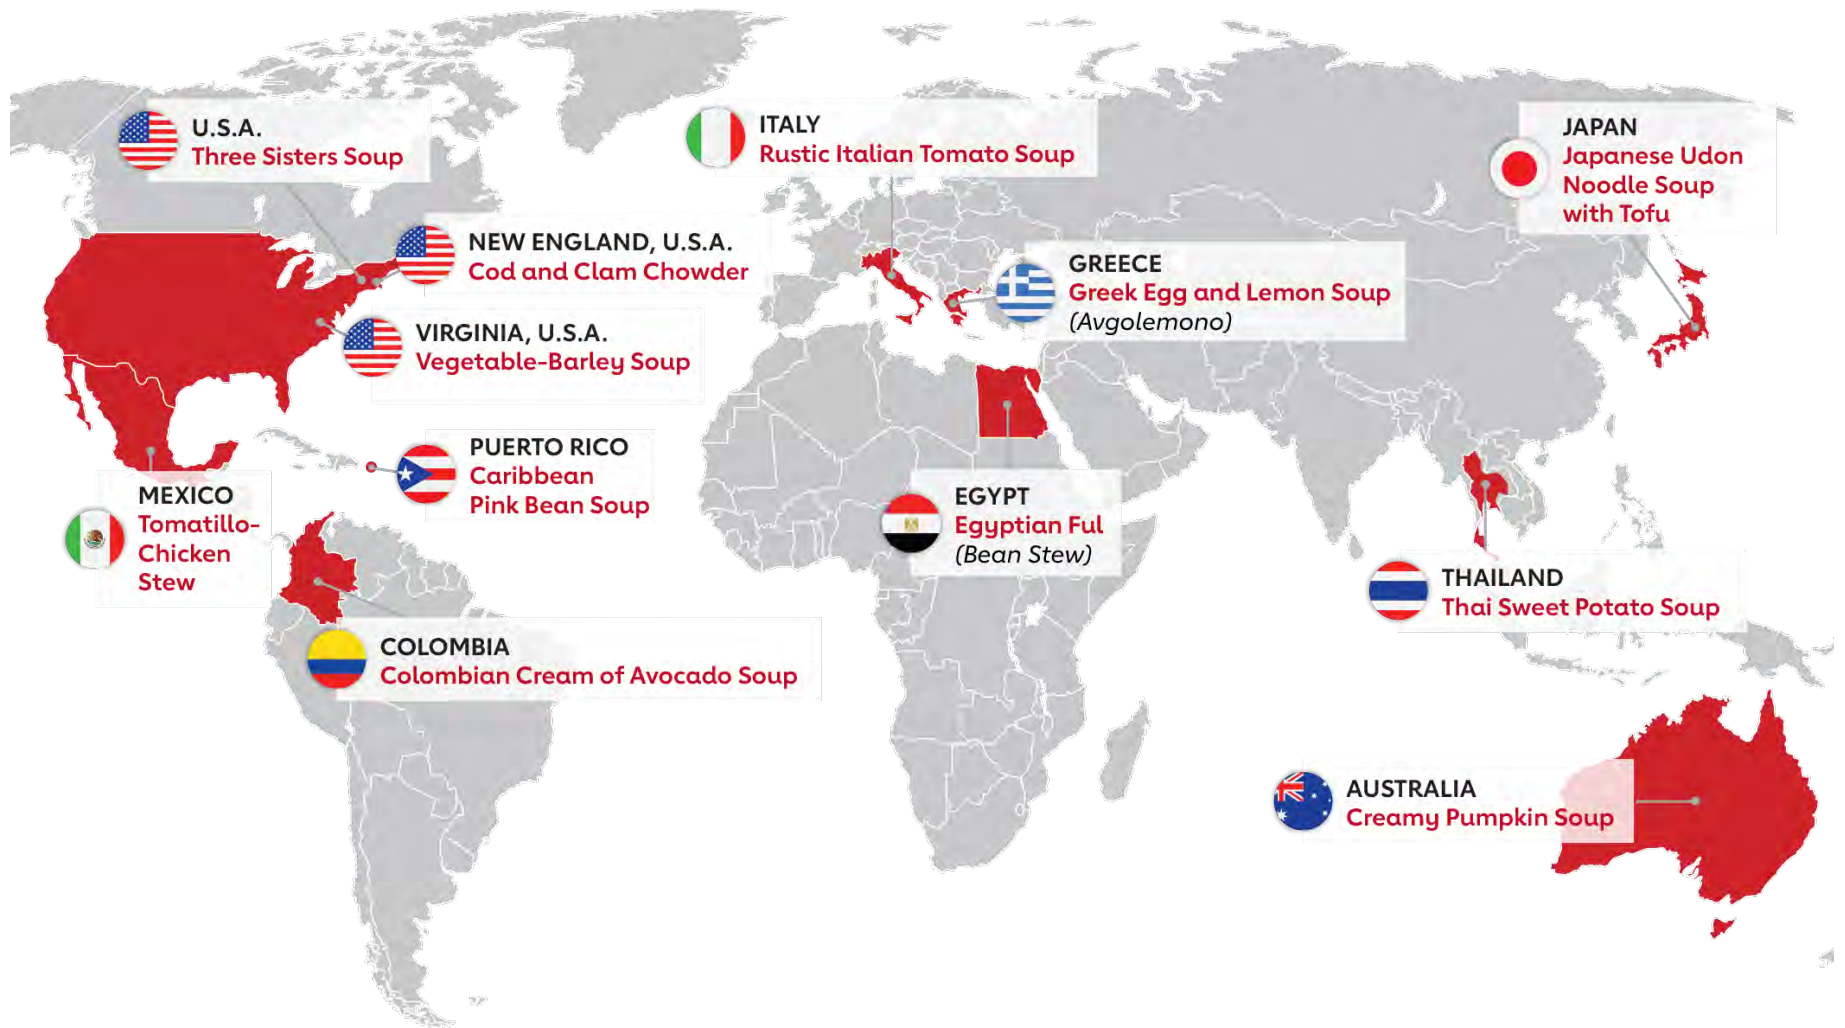 U.S.A.
Three Sisters Soup
ITALY
Rustic Italian Tomato Soup
JAPAN
Japanese Udon
Noodle Soup
with Tofu
NEW ENGLAND, U.S.A.
Cod and Clam Chowder
GREECE
Greek Egg and Lemon Soup
(Avgolemono)
VIRGINIA, U.S.A.
Vegetable-Barley Soup
PUERTO RICO
Caribbean
Pink Bean Soup
MEXICO
Tomatillo-
Chicken
Stew
EGYPT
Egyptian Ful
(Bean Stew)
THAILAND
Thai Sweet Potato Soup
COLOMBIA
Colombian Cream of Avocado Soup
AUSTRALIA
Creamy Pumpkin Soup